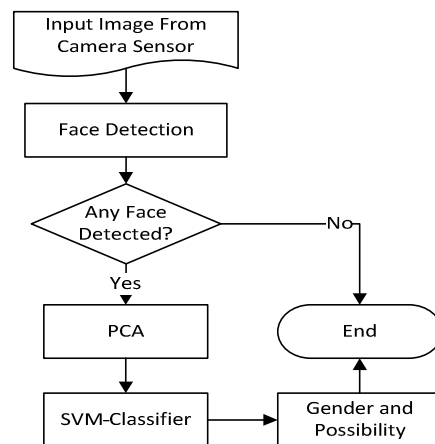 Input Image From
Camera Sensor
Face Detection
Any Face
Detected?
No
Yes
PCA
End
SVM-Classifier
Gender and
Possibility